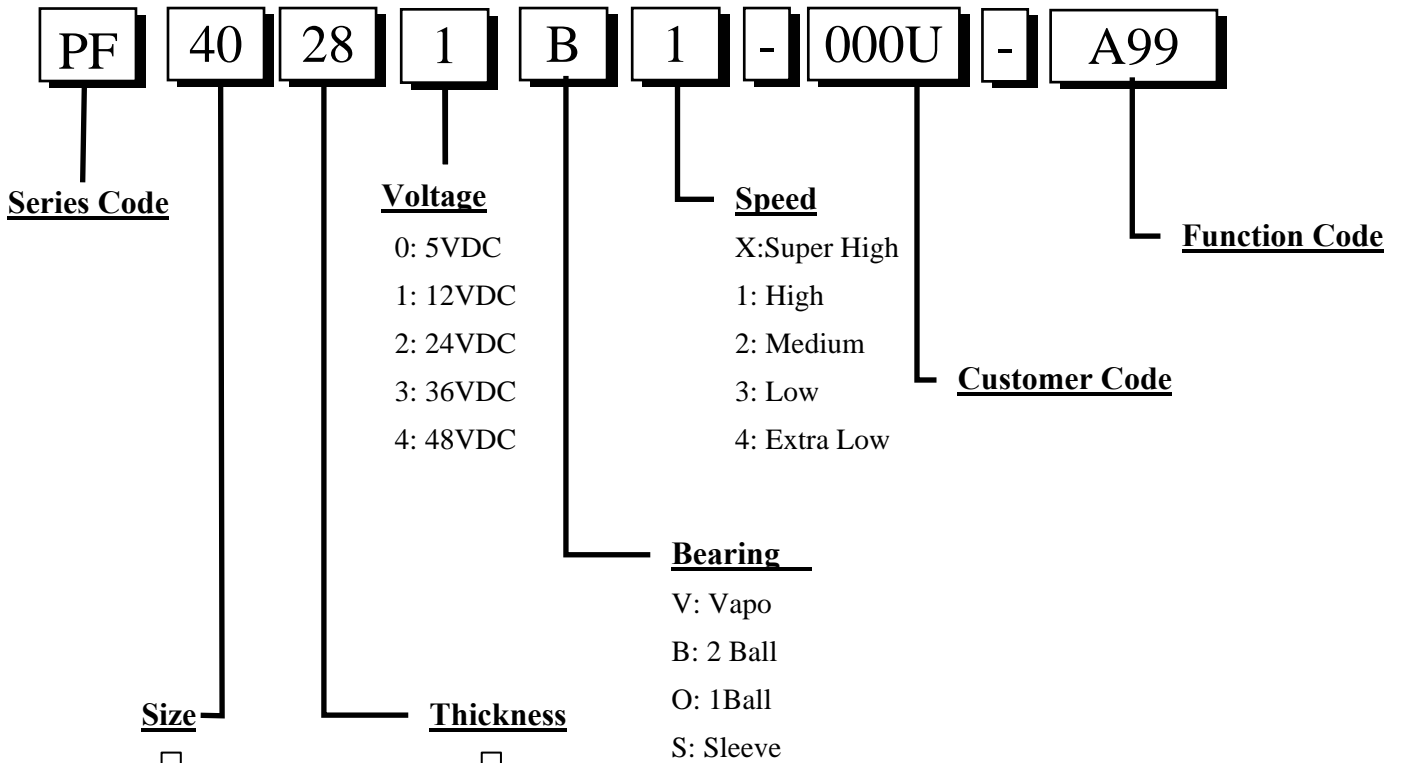 PF 40 28 1 B 1 - 000U - A99
Series Code
Voltage
0: 5VDC
1: 12VDC
2: 24VDC
3: 36VDC
4: 48VDC
Speed
X:Super High
1: High
2: Medium
3: Low
4: Extra Low
Function Code
Customer Code
Bearing
V: Vapo
B: 2 Ball
O: 1Ball
S: Sleeve
Size
Thickness